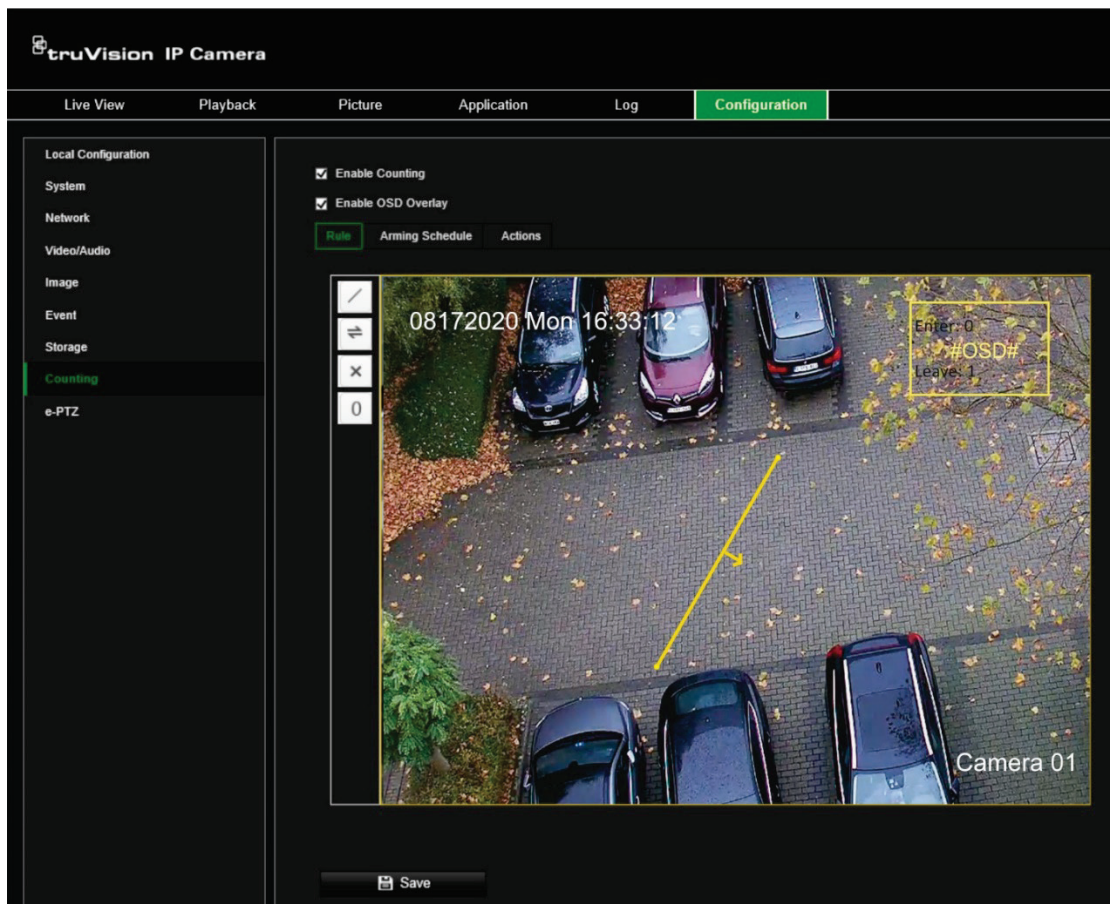 truVision IP Camera
Live View Playback Picture Application Log Configuration
Local Configuration
System
Network
Video/Audio
Image
Event
Storage
Counting
e-PTZ
Enable Counting
Enable OSD Overlay
Rule Arming Schedule Actions
0
08172020 Mon 16:33:12
Enter: 0
#OSD#
Leave: 1
Camera 01
Save